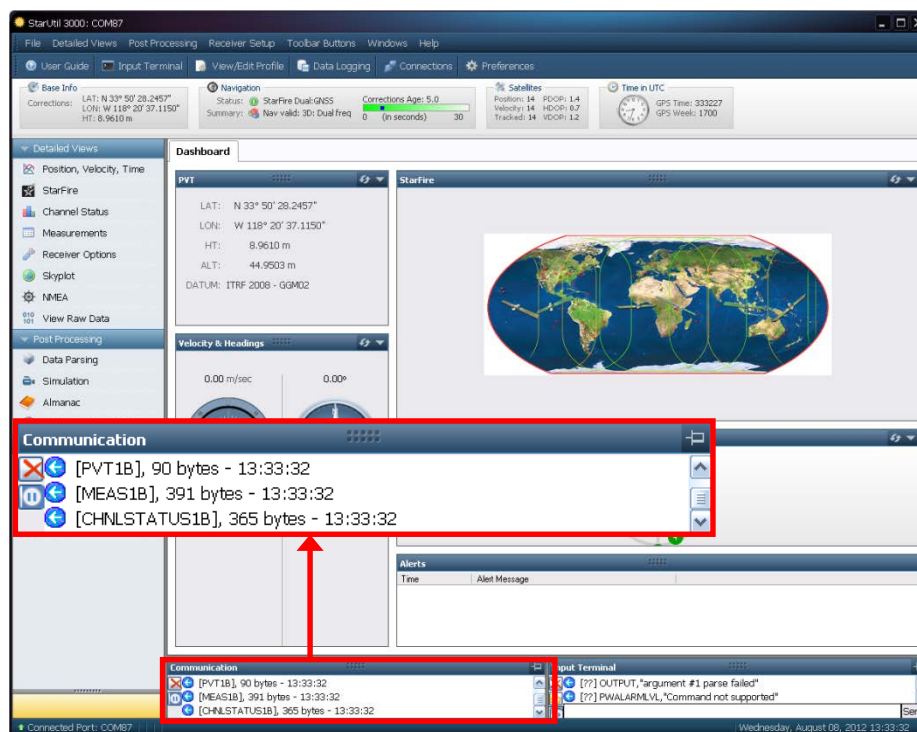 StarUtil 3000: COM87
File Detailed Views Post Processing Receiver Setup Toolbar Buttons Windows Help
User Guide Input Terminal View/Edit Profile Data Logging Connections Preferences
Base Info
Corrections: LAT: N 33° 50' 28.2457"
LON: W 118° 20' 37.1150"
HT: 8.9610 m
Navigation
Status: StarFire Dual:GNSS
Summary: Nav valid: 3D: Dual freq
Corrections Age: 5.0
0 (in seconds) 30
Satellites
Position: 14 PDOP: 1.4
Velocity: 14 HDOP: 0.7
Tracked: 14 VDOP: 1.2
Time in UTC
GPS Time: 333227
GPS Week: 1700
Detailed Views
Position, Velocity, Time
StarFire
Channel Status
Measurements
Receiver Options
Skyplot
NMEA
View Raw Data
Post Processing
Data Parsing
Simulation
Almanac
Dashboard
PVT
LAT: N 33° 50' 28.2457"
LON: W 118° 20' 37.1150"
HT: 8.9610 m
ALT: 44.9503 m
DATUM: ITRF 2008 - GGM02
StarFire
Velocity & Headings
0.00 m/sec 0.00°
Communication
[PVT1B], 90 bytes - 13:33:32
[MEAS1B], 391 bytes - 13:33:32
[CHNLSTATUS1B], 365 bytes - 13:33:32
Alerts
Time Alert Message
Communication
[PVT1B], 90 bytes - 13:33:32
[MEAS1B], 391 bytes - 13:33:32
[CHNLSTATUS1B], 365 bytes - 13:33:32
Input Terminal
[??] OUTPUT,"argument #1 parse failed"
[??] PWALARMLVL,"Command not supported"
Connected Port: COM87
Wednesday, August 08, 2012 13:33:32